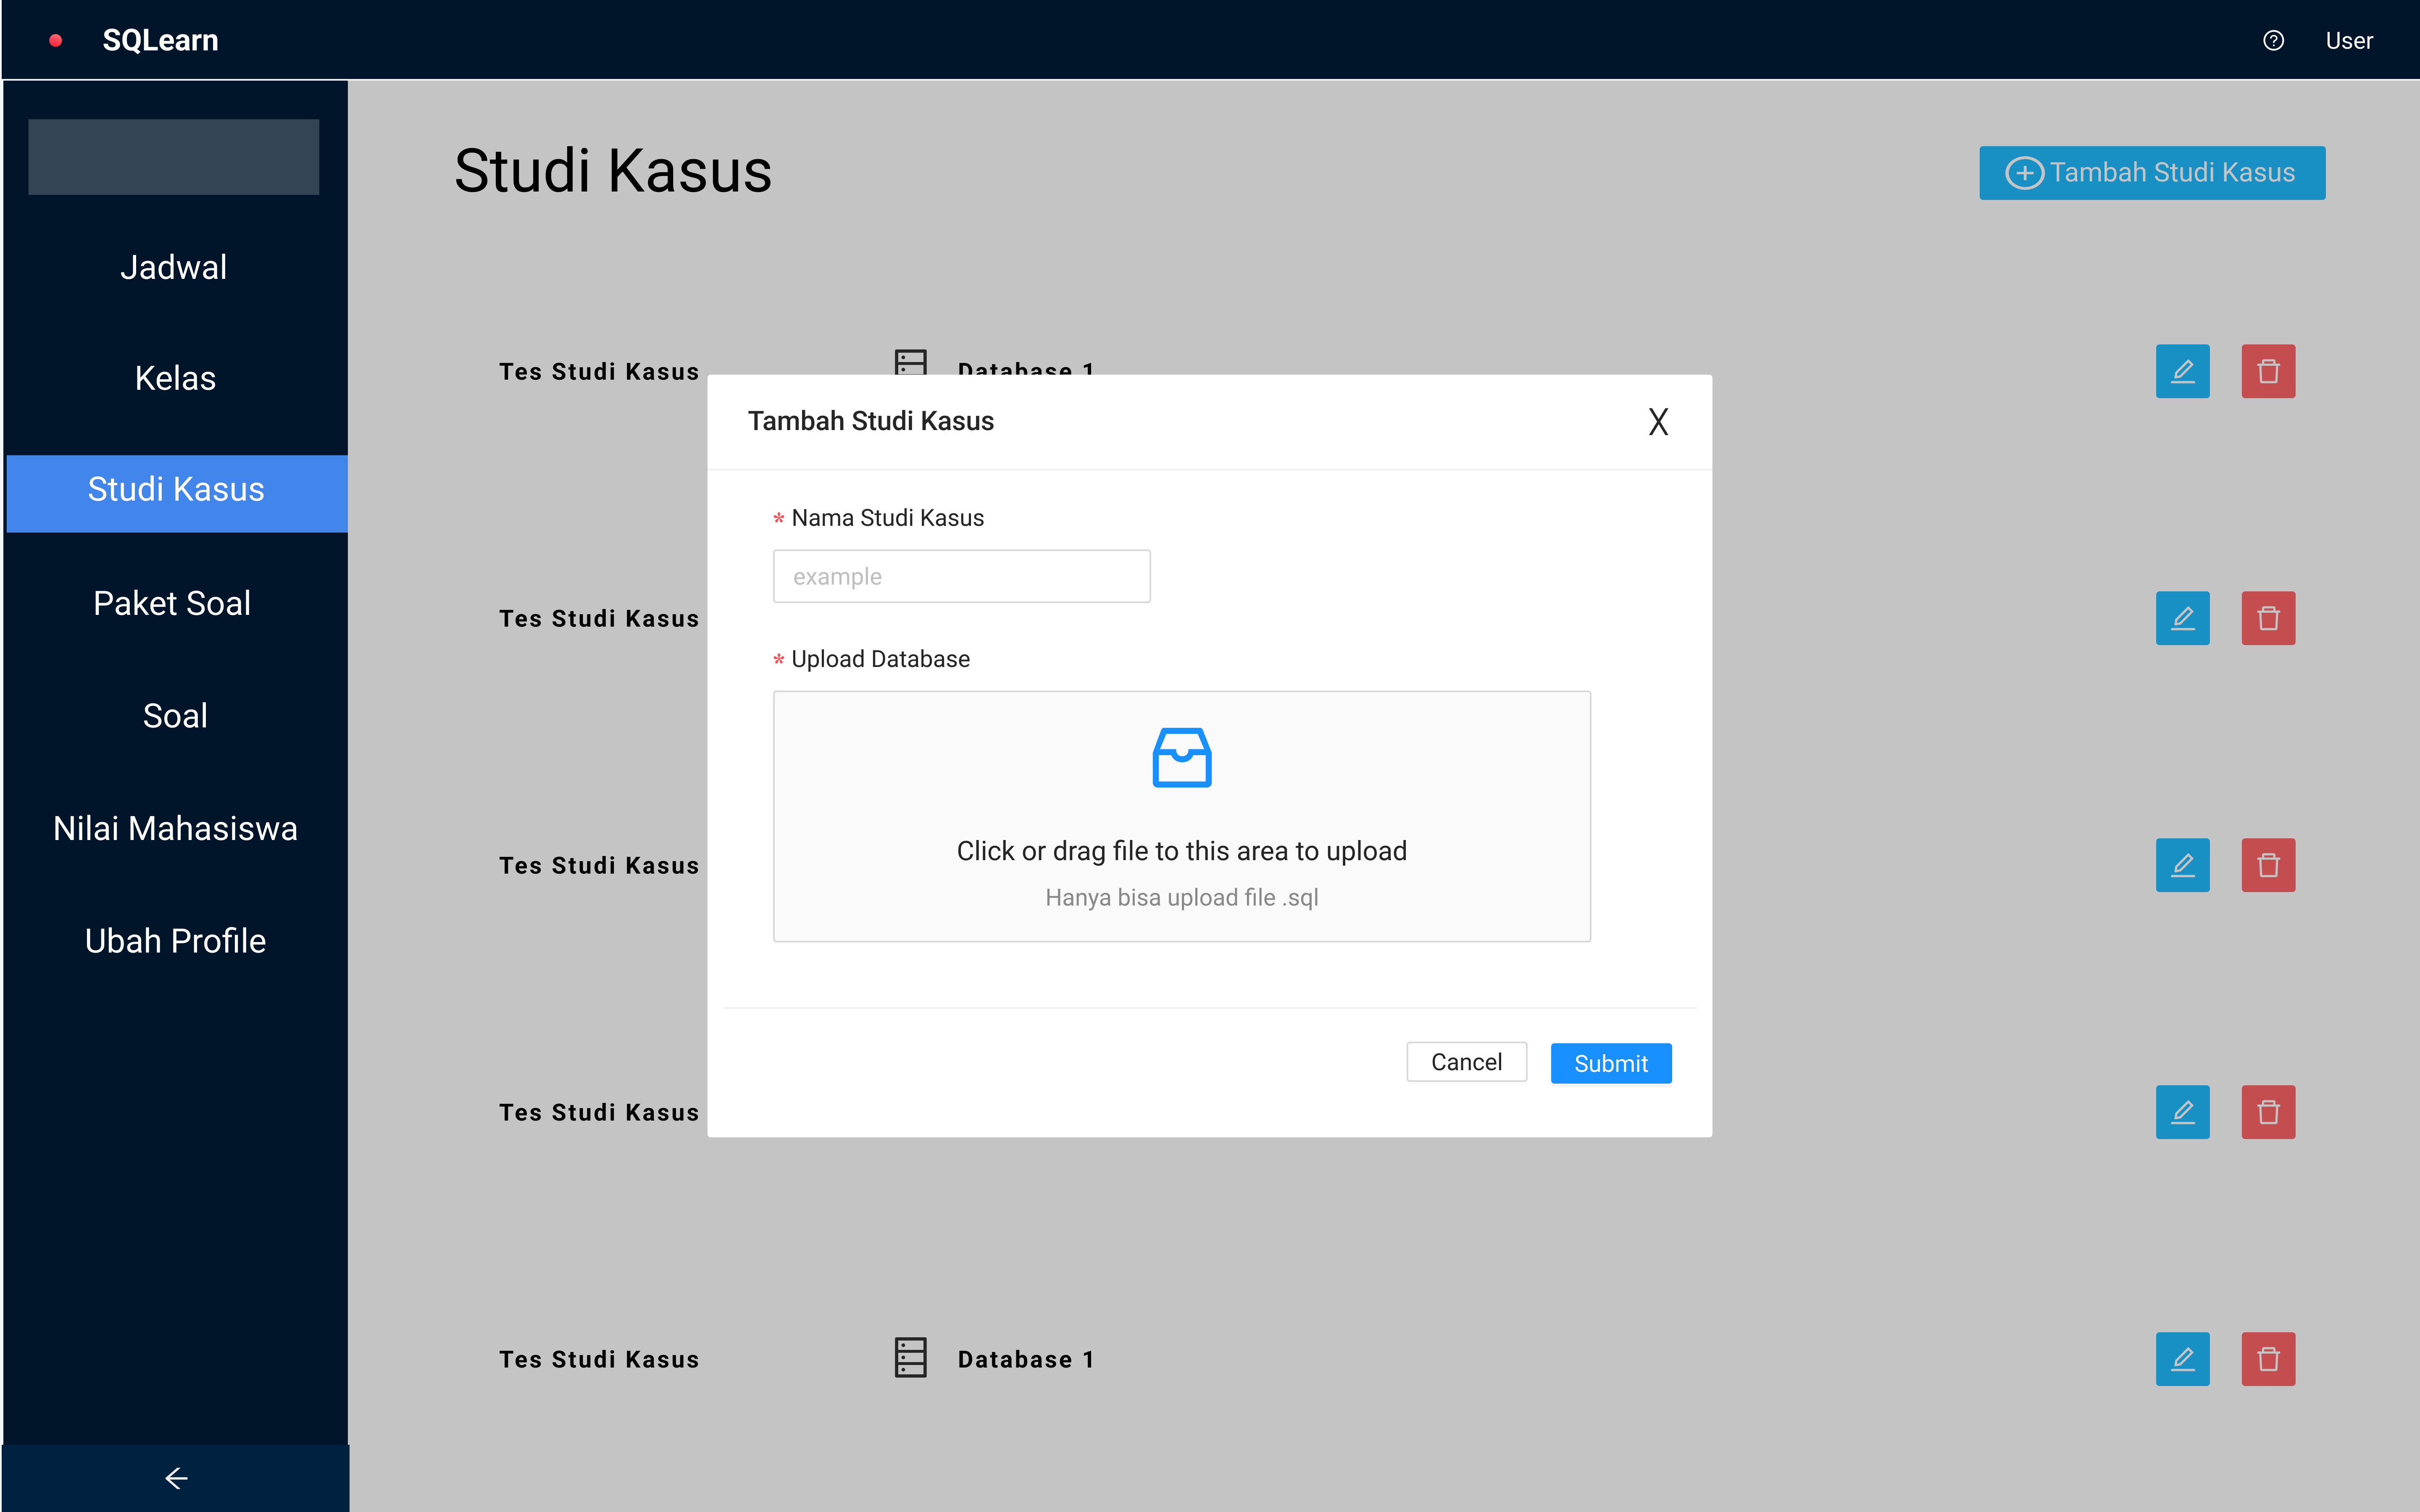 SQLearn
User
Jadwal
Kelas
Studi Kasus
Paket Soal
Soal
Nilai Mahasiswa
Ubah Profile
Studi Kasus
Tambah Studi Kasus
Tes Studi Kasus
Database 1
Tes Studi Kasus
Tes Studi Kasus
Tes Studi Kasus
Tes Studi Kasus
Database 1
Tambah Studi Kasus
X
* Nama Studi Kasus
example
* Upload Database
Click or drag file to this area to upload
Hanya bisa upload file .sql
Cancel
Submit